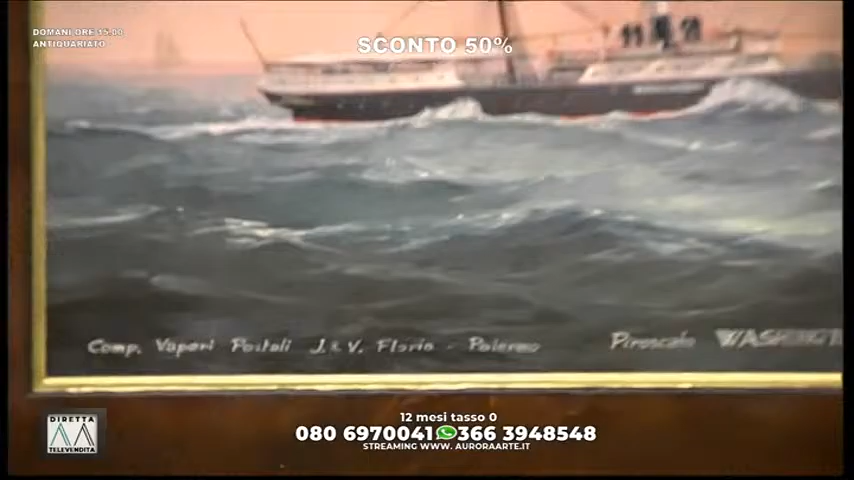 DOMANI ORE 15.00
ANTIQUARIATO
SCONTO 50%
Comp. Vapori Postali J. & V. Florio - Palermo
Piroscafo WASHINGT
DIRETTA
TELEVENDITA
12 mesi tasso 0
080 6970041 366 3948548
STREAMING WWW. AURORAARTE.IT